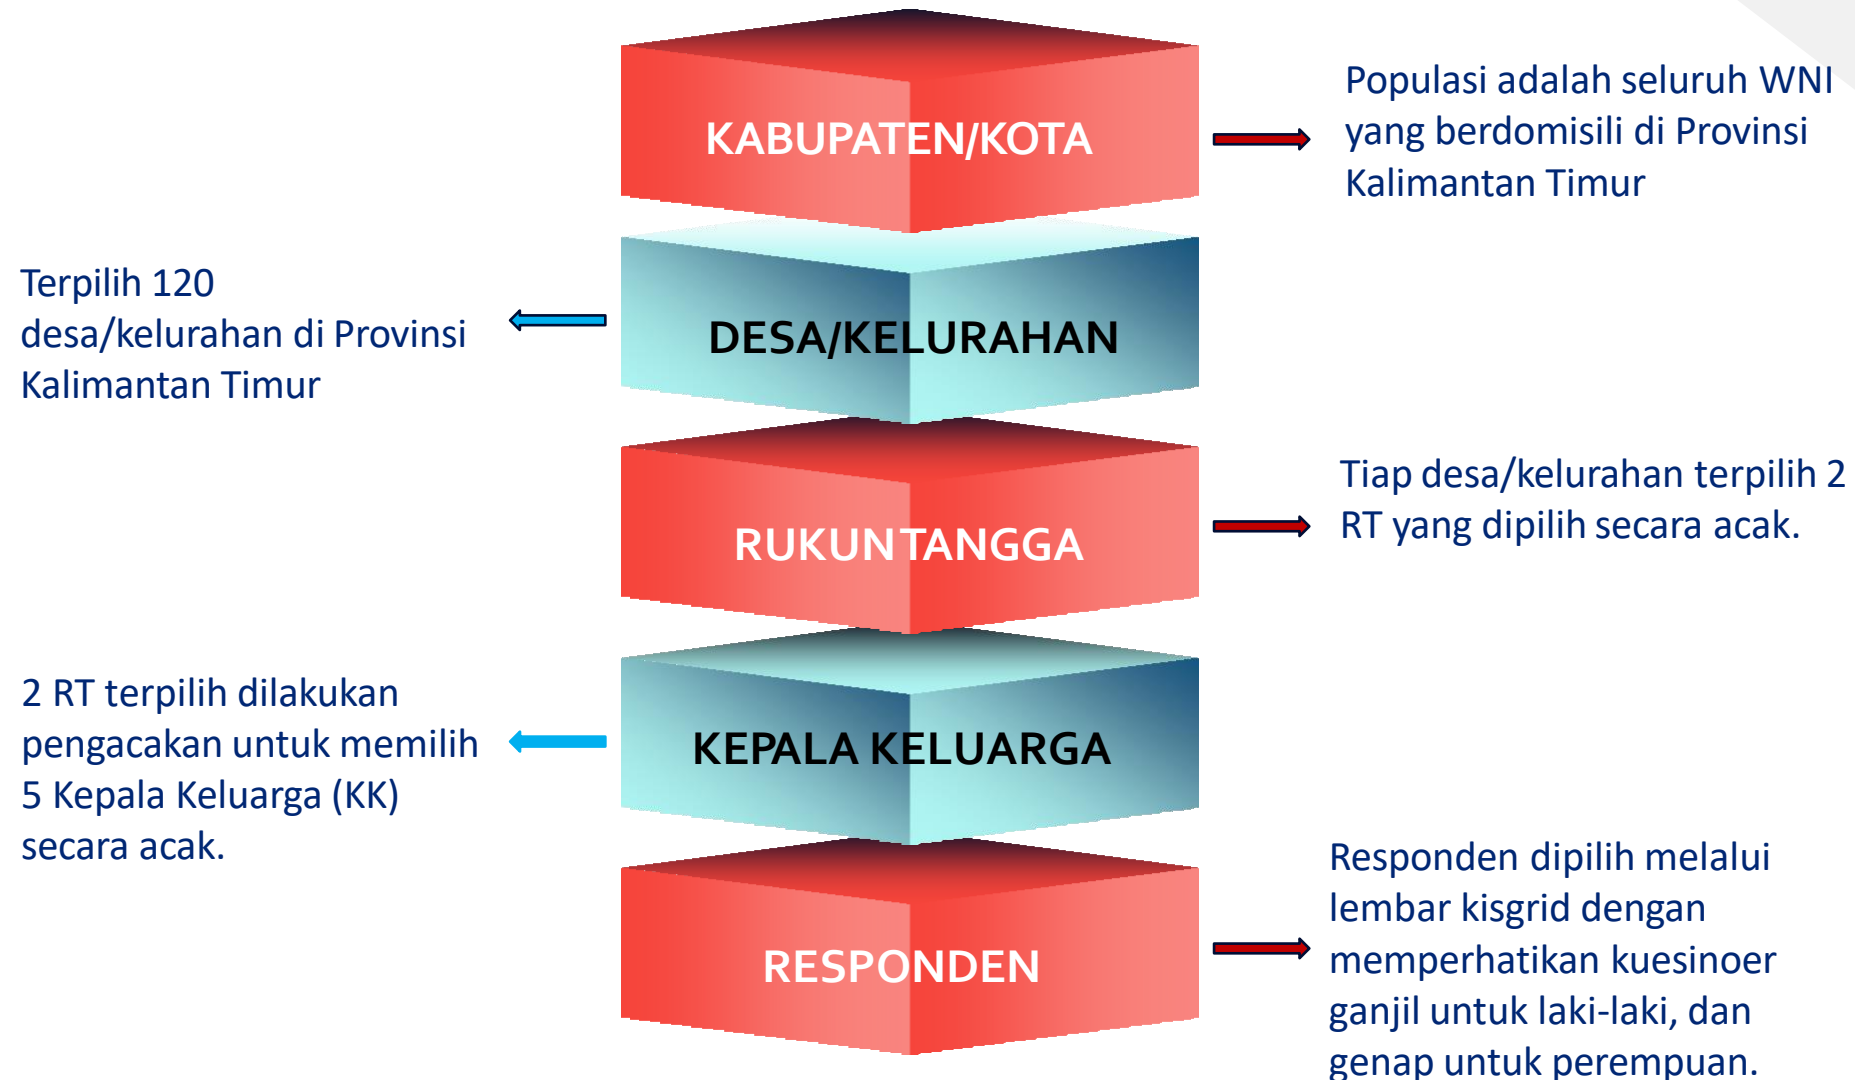 KABUPATEN/KOTA
Populasi adalah seluruh WNI
yang berdomisili di Provinsi
Kalimantan Timur
Terpilih 120
desa/kelurahan di Provinsi
Kalimantan Timur
DESA/KELURAHAN
RUKUN TANGGA
Tiap desa/kelurahan terpilih 2
RT yang dipilih secara acak.
2 RT terpilih dilakukan
pengacakan untuk memilih
5 Kepala Keluarga (KK)
secara acak.
KEPALA KELUARGA
RESPONDEN
Responden dipilih melalui
lembar kisgrid dengan
memperhatikan kuesinoer
ganjil untuk laki-laki, dan
genap untuk perempuan.